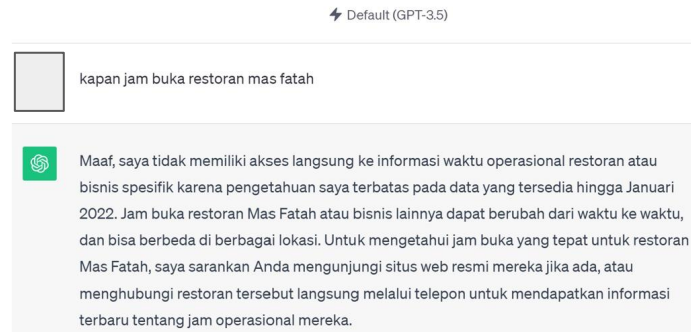 Default (GPT-3.5)
kapan jam buka restoran mas fatah
Maaf, saya tidak memiliki akses langsung ke informasi waktu operasional restoran atau
bisnis spesifik karena pengetahuan saya terbatas pada data yang tersedia hingga Januari
2022. Jam buka restoran Mas Fatah atau bisnis lainnya dapat berubah dari waktu ke waktu,
dan bisa berbeda di berbagai lokasi. Untuk mengetahui jam buka yang tepat untuk restoran
Mas Fatah, saya sarankan Anda mengunjungi situs web resmi mereka jika ada, atau
menghubungi restoran tersebut langsung melalui telepon untuk mendapatkan informasi
terbaru tentang jam operasional mereka.